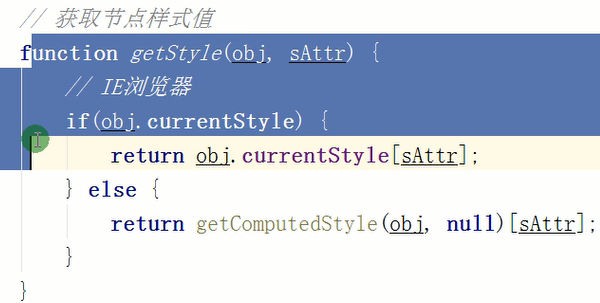 // 获取节点样式值
function getStyle(obj, sAttr) {
// IE浏览器
if(obj.currentStyle) {
return obj.currentStyle[sAttr];
} else {
return getComputedStyle(obj, null)[sAttr];
}
}